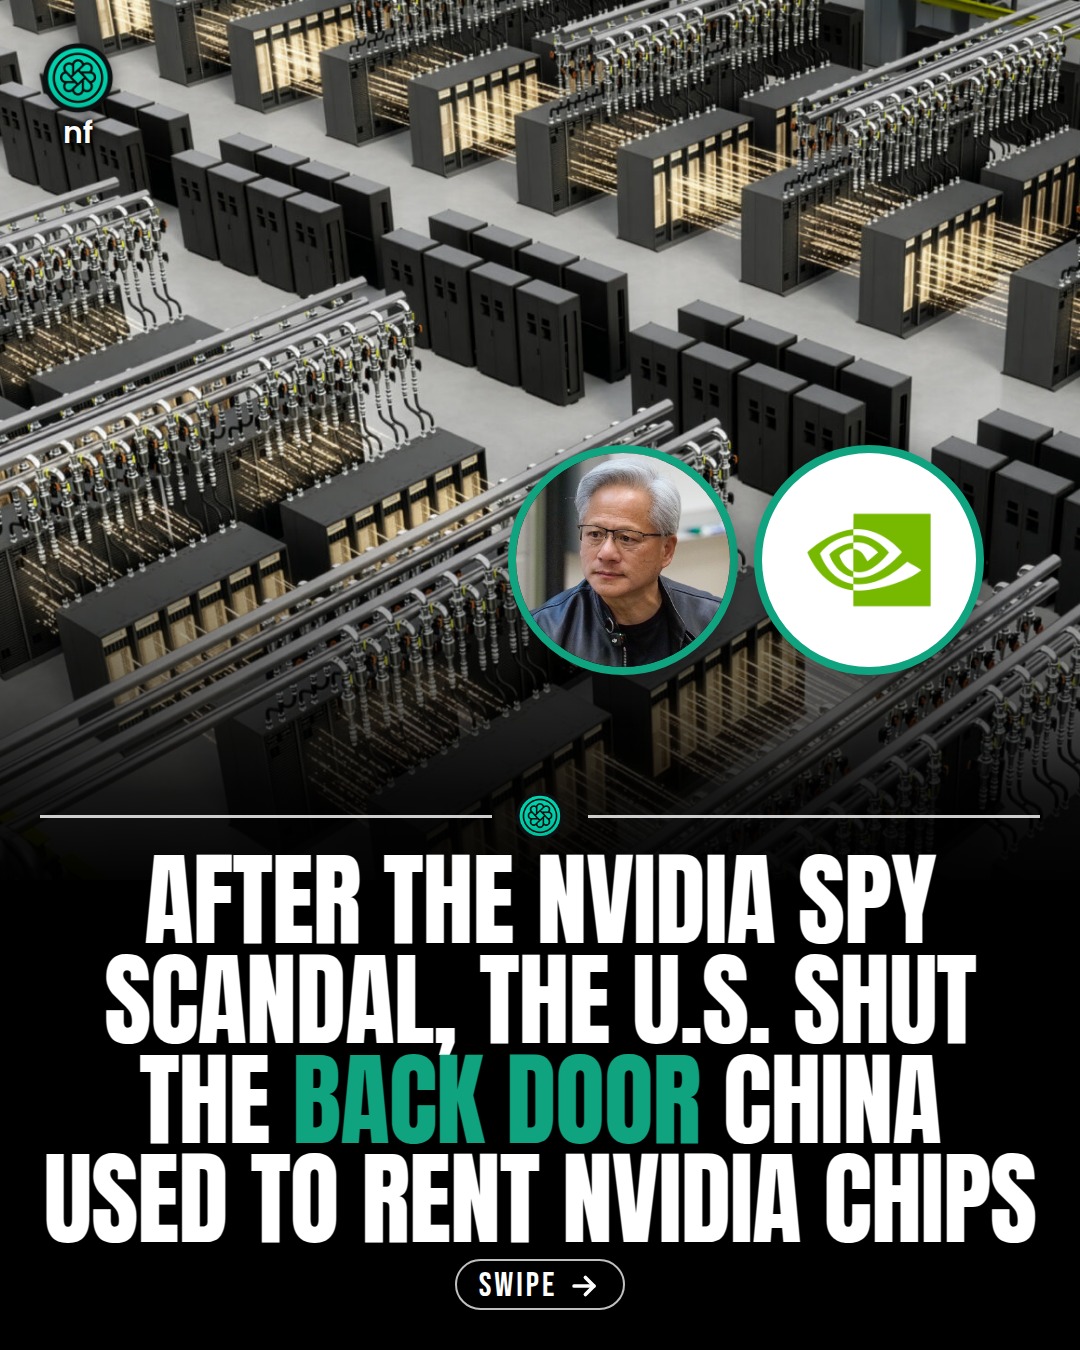 nf
AFTER THE NVIDIA SPY
SCANDAL, THE U.S. SHUT
THE BACK DOOR CHINA
USED TO RENT NVIDIA CHIPS
SWIPE →